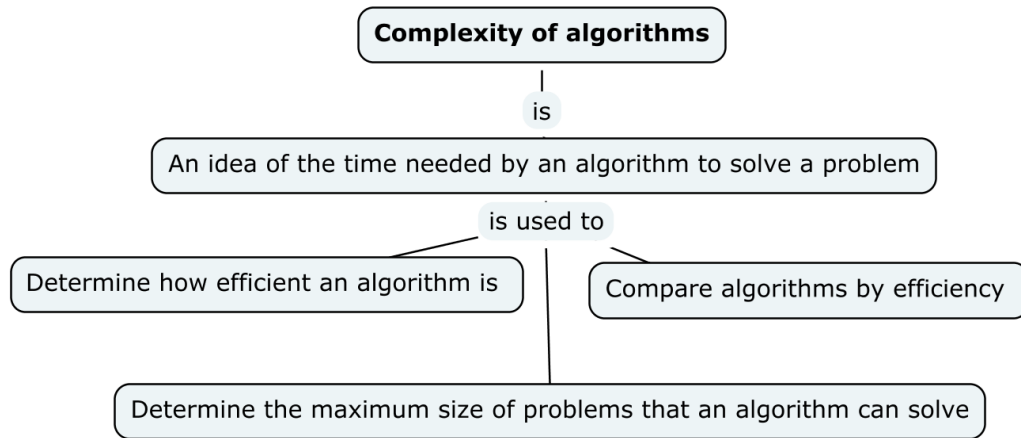 Complexity of algorithms
is
An idea of the time needed by an algorithm to solve a problem
is used to
Determine how efficient an algorithm is
Compare algorithms by efficiency
Determine the maximum size of problems that an algorithm can solve